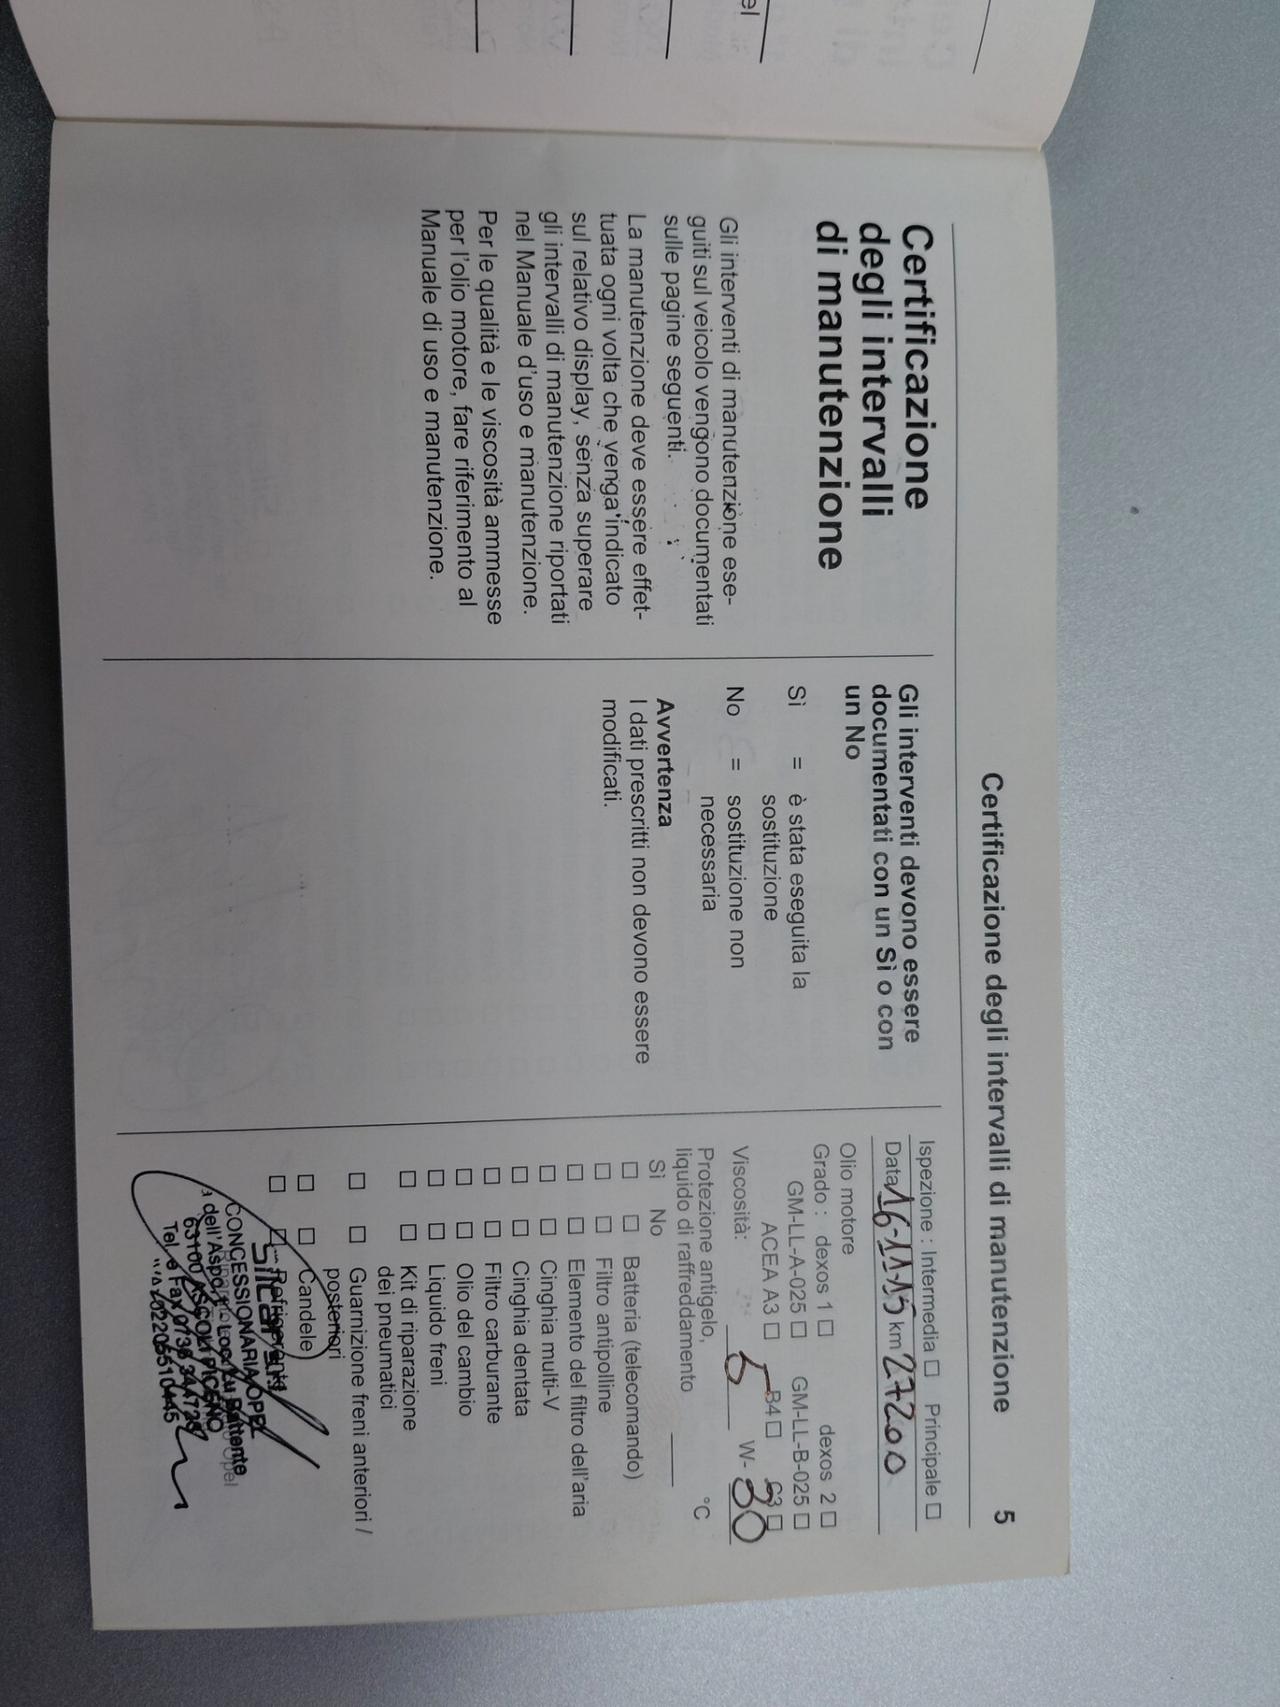 el
Certificazione degli intervalli di manutenzione 5
Certificazione
degli intervalli
di manutenzione
Gli interventi di manutenzione ese-
guiti sul veicolo vengono documentati
sulle pagine seguenti.
La manutenzione deve essere effet-
tuata ogni volta che venga indicato
sul relativo display, senza superare
gli intervalli di manutenzione riportati
nel Manuale d'uso e manutenzione.
Per le qualità e le viscosità ammesse
per l'olio motore, fare riferimento al
Manuale di uso e manutenzione.
Gli interventi devono essere
documentati con un Sì o con
un No
Sì = è stata eseguita la
sostituzione
No = sostituzione non
necessaria
Avvertenza
I dati prescritti non devono essere
modificati.
Ispezione : Intermedia ☐ Principale ☐
Data 16-11-15 km 27200
Olio motore
Grado : dexos 1 ☐ dexos 2 ☐
GM-LL-A-025 ☐ GM-LL-B-025 ☐
ACEA A3 ☐ B4 ☐ C3 ☐
Viscosità: 5 W- 30
Protezione antigelo,
liquido di raffreddamento °C
Sì No
☐ ☐ Batteria (telecomando)
☐ ☐ Filtro antipolline
☐ ☐ Elemento del filtro dell'aria
☐ ☐ Cinghia multi-V
☐ ☐ Cinghia dentata
☐ ☐ Filtro carburante
☐ ☐ Olio del cambio
☐ ☐ Liquido freni
☐ ☐ Kit di riparazione
dei pneumatici
☐ ☐ Guarnizione freni anteriori /
posteriori
☐ ☐ Candele
☐ ☐ Refrigerante
CONCESSIONARIA OPEL
Opel
63100 ASCOLI PICENO
Tel. e Fax